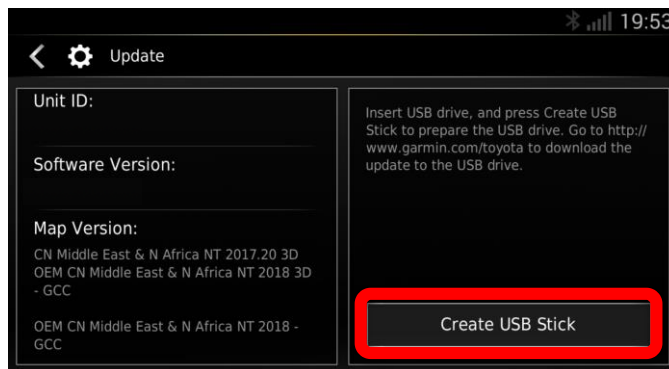 19:53
Update
Unit ID:
Software Version:
Map Version:
CN Middle East & N Africa NT 2017.20 3D
OEM CN Middle East & N Africa NT 2018 3D
- GCC
OEM CN Middle East & N Africa NT 2018 -
GCC
Insert USB drive, and press Create USB
Stick to prepare the USB drive. Go to http://
www.garmin.com/toyota to download the
update to the USB drive.
Create USB Stick